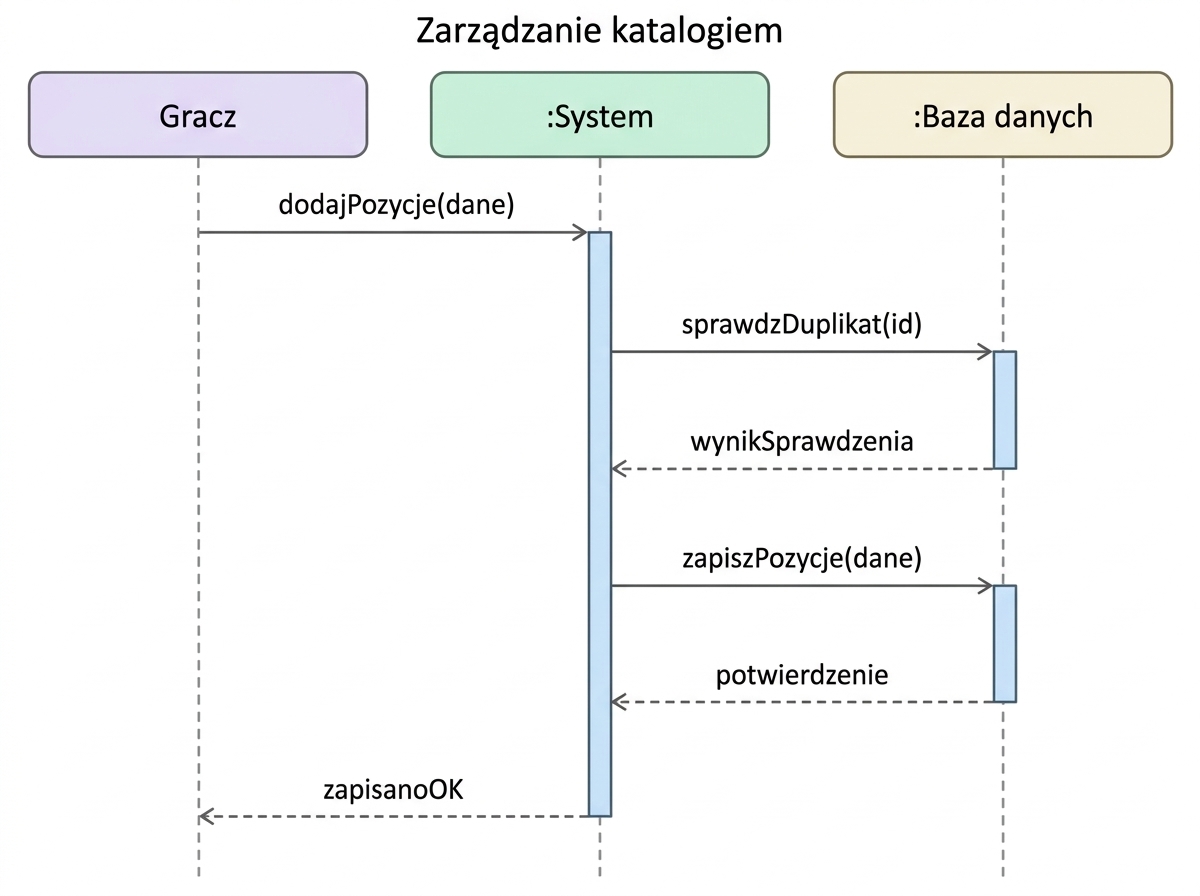 Zarządzanie katalogiem
Gracz
:System
:Baza danych
dodajPozycje(dane)
sprawdzDuplikat(id)
wynikSprawdzenia
zapiszPozycje(dane)
potwierdzenie
zapisanoOK